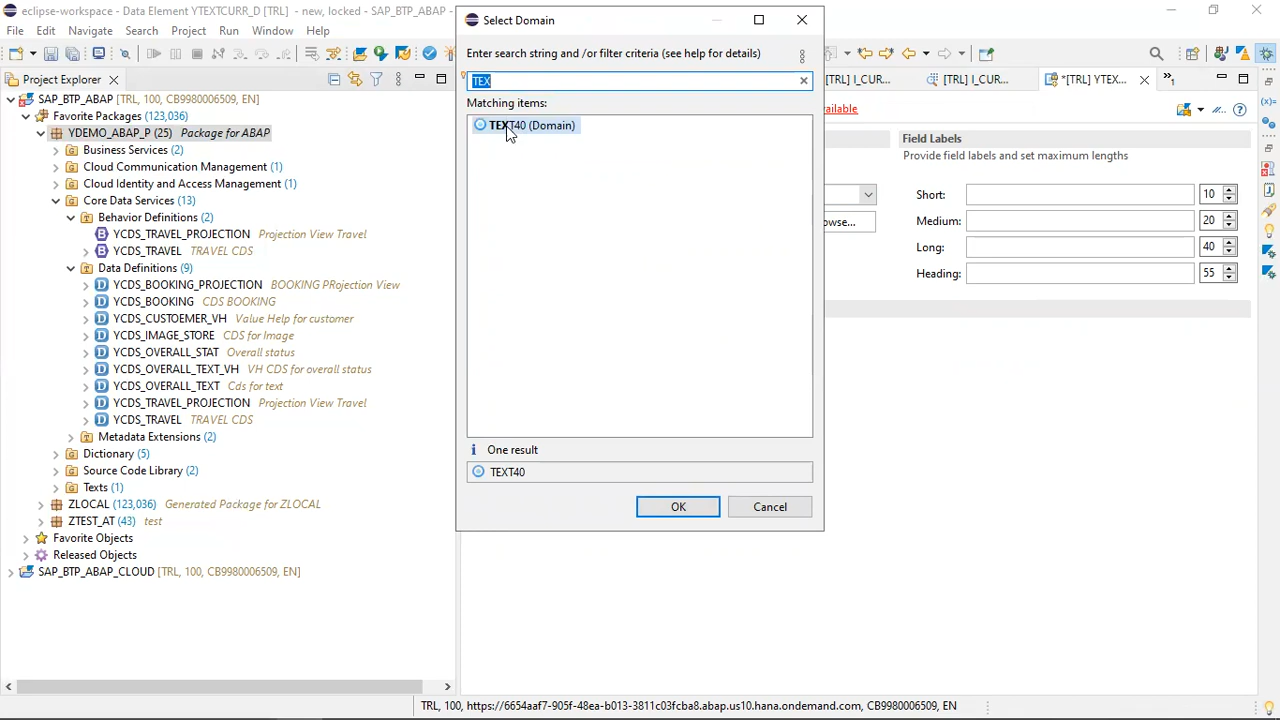 eclipse-workspace - Data Element YTEXTCURR_D [TRL] - new, locked - SAP_BTP_ABAP
File Edit Navigate Search Project Run Window Help
Project Explorer
SAP_BTP_ABAP [TRL, 100, CB9980006509, EN]
Favorite Packages (123,036)
YDEMO_ABAP_P (25) Package for ABAP
Business Services (2)
Cloud Communication Management (1)
Cloud Identity and Access Management (1)
Core Data Services (13)
Behavior Definitions (2)
YCDS_TRAVEL_PROJECTION Projection View Travel
YCDS_TRAVEL TRAVEL CDS
Data Definitions (9)
YCDS_BOOKING_PROJECTION BOOKING PRojection View
YCDS_BOOKING CDS BOOKING
YCDS_CUSTOEMER_VH Value Help for customer
YCDS_IMAGE_STORE CDS for Image
YCDS_OVERALL_STAT Overall status
YCDS_OVERALL_TEXT_VH VH CDS for overall status
YCDS_OVERALL_TEXT Cds for text
YCDS_TRAVEL_PROJECTION Projection View Travel
YCDS_TRAVEL TRAVEL CDS
Metadata Extensions (2)
Dictionary (5)
Source Code Library (2)
Texts (1)
ZLOCAL (123,036) Generated Package for ZLOCAL
ZTEST_AT (43) test
Favorite Objects
Released Objects
SAP_BTP_ABAP_CLOUD [TRL, 100, CB9980006509, EN]
Select Domain
Enter search string and /or filter criteria (see help for details)
TEX
Matching items:
TEXT40 (Domain)
One result
TEXT40
OK Cancel
[TRL] I_CUR... [TRL] I_CUR... *[TRL] YTEX...
available
Field Labels
Provide field labels and set maximum lengths
Short: 10
Medium: 20
owse...
Long: 40
Heading: 55
TRL, 100, https://6654aaf7-905f-48ea-b013-3811c03fcba8.abap.us10.hana.ondemand.com, CB9980006509, EN